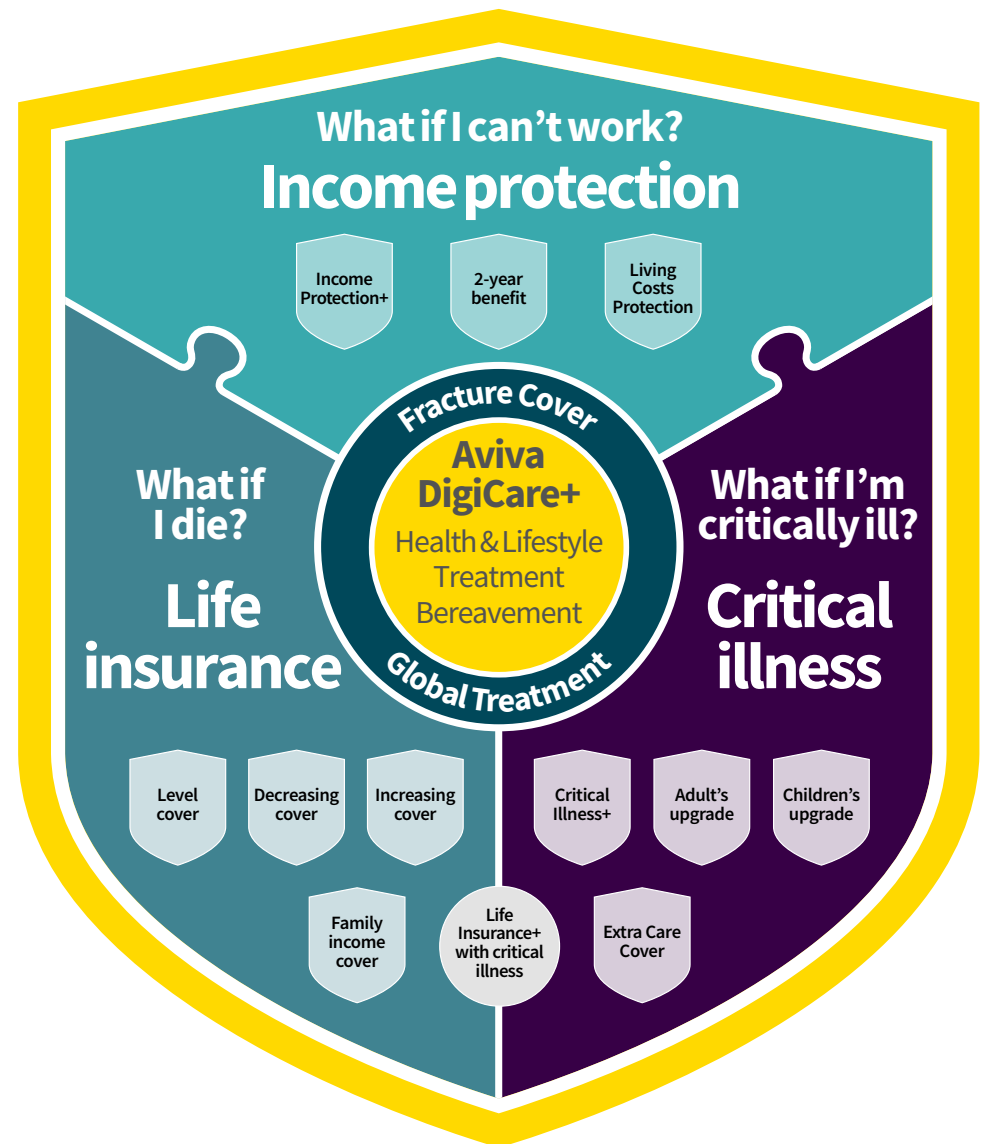 What if I can't work?
Income protection
Income
Protection+
2-year
benefit
Living
Costs
Protection
Fracture Cover
Aviva
DigiCare+
Health & Lifestyle
Treatment
Bereavement
Global Treatment
What if
I die?
Life
insurance
Level
cover
Decreasing
cover
Increasing
cover
Family
income
cover
What if I'm
critically ill?
Critical
illness
Critical
Illness+
Adult's
upgrade
Children's
upgrade
Life
Insurance+
with critical
illness
Extra Care
Cover